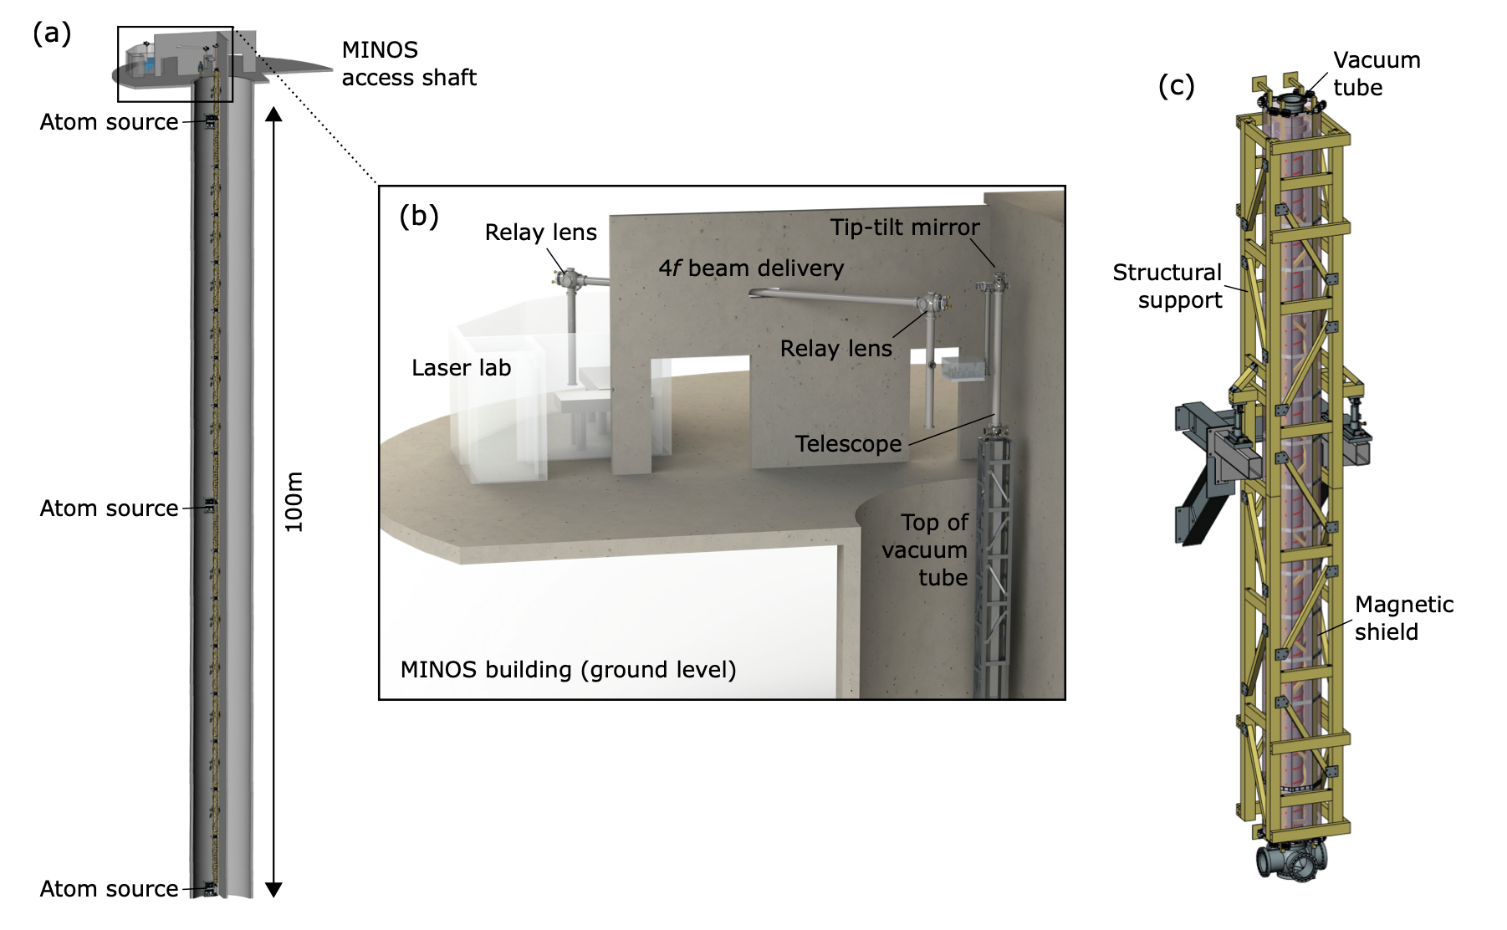 (a)
MINOS
access shaft
Atom source
100m
Atom source
Atom source
(b)
Relay lens
Tip-tilt mirror
4f beam delivery
Relay lens
Laser lab
Telescope
Top of
vacuum
tube
MINOS building (ground level)
(c)
Vacuum
tube
Structural
support
Magnetic
shield